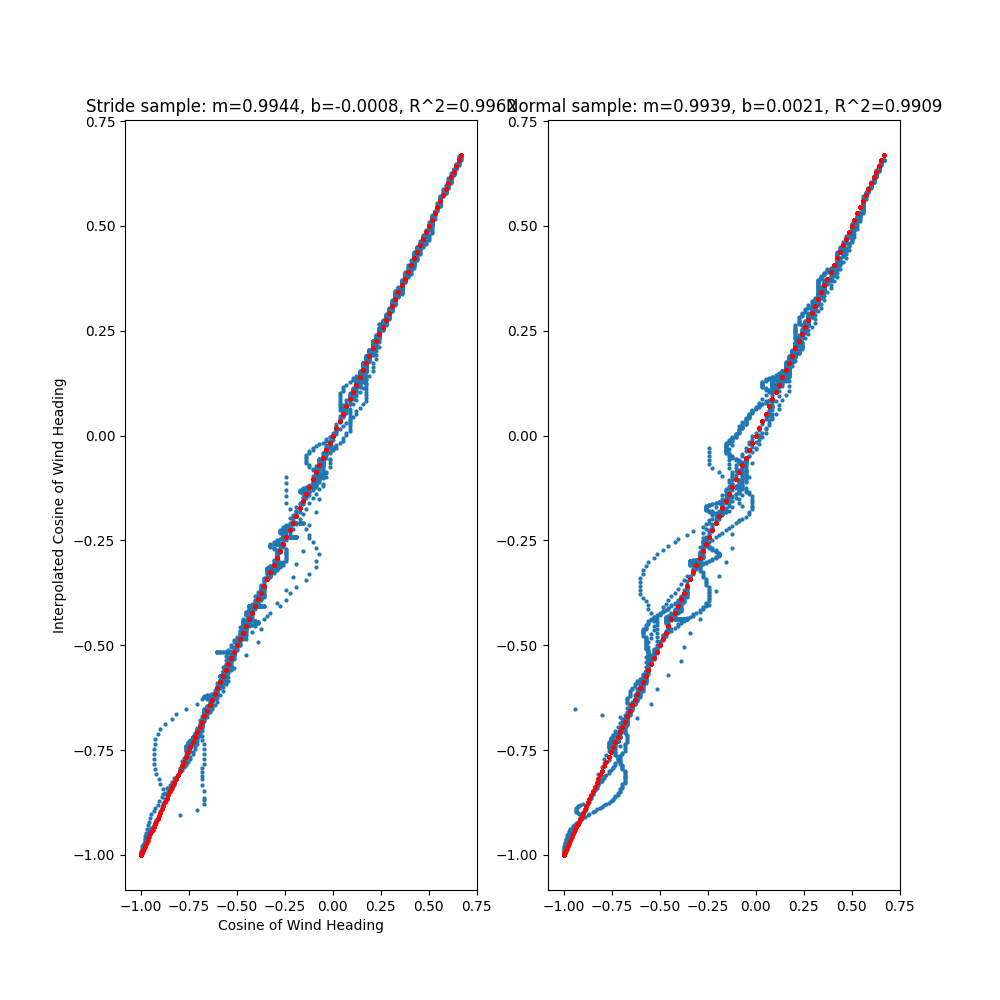 Stride sample: m=0.9944, b=-0.0008, R^2=0.9962
Normal sample: m=0.9939, b=0.0021, R^2=0.9909
0.75
0.50
0.25
0.00
−0.25
−0.50
−0.75
−1.00
Interpolated Cosine of Wind Heading
−1.00 −0.75 −0.50 −0.25 0.00 0.25 0.50 0.75
Cosine of Wind Heading
0.75
0.50
0.25
0.00
−0.25
−0.50
−0.75
−1.00
−1.00 −0.75 −0.50 −0.25 0.00 0.25 0.50 0.75